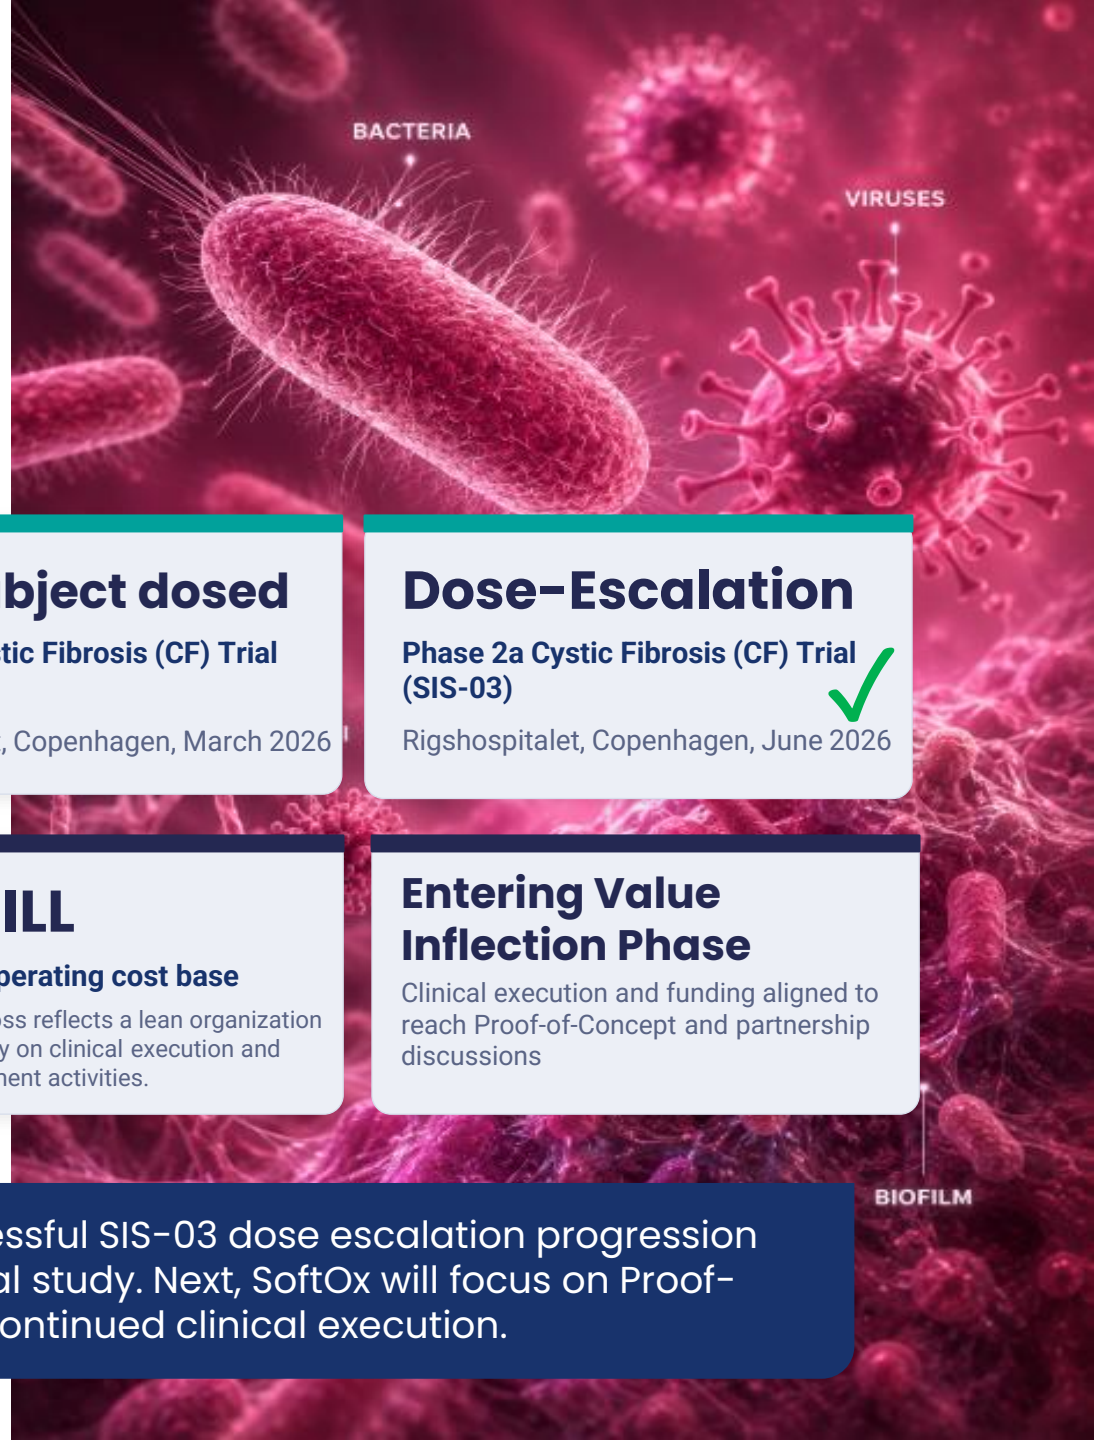 BACTERIA
VIRUSES
bject dosed
stic Fibrosis (CF) Trial
, Copenhagen, March 2026
Dose-Escalation
Phase 2a Cystic Fibrosis (CF) Trial
(SIS-03)
Rigshospitalet, Copenhagen, June 2026
ILL
perating cost base
oss reflects a lean organization
y on clinical execution and
ment activities.
Entering Value
Inflection Phase
Clinical execution and funding aligned to
reach Proof-of-Concept and partnership
discussions
BIOFILM
essful SIS-03 dose escalation progression
al study. Next, SoftOx will focus on Proof-
ontinued clinical execution.